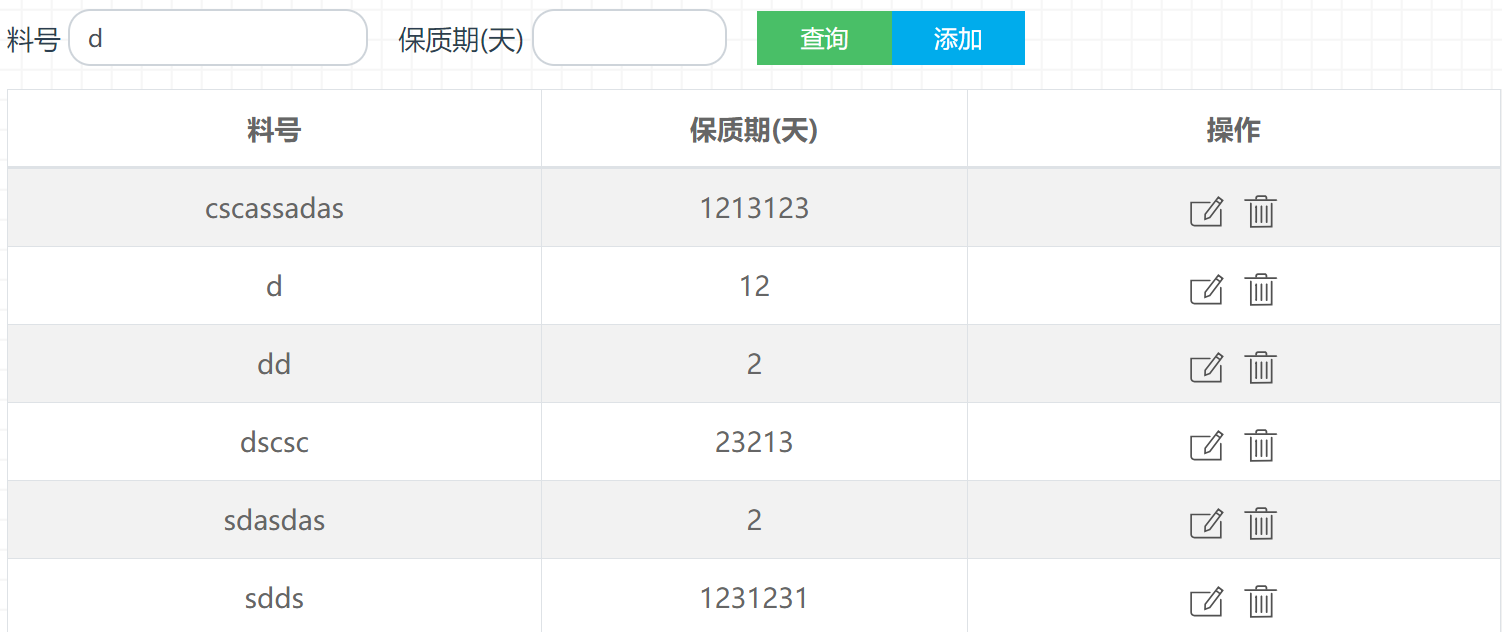 料号 d 保质期(天) 查询 添加
料号 保质期(天) 操作
cscassadas 1213123
d 12
dd 2
dscsc 23213
sdasdas 2
sdds 1231231